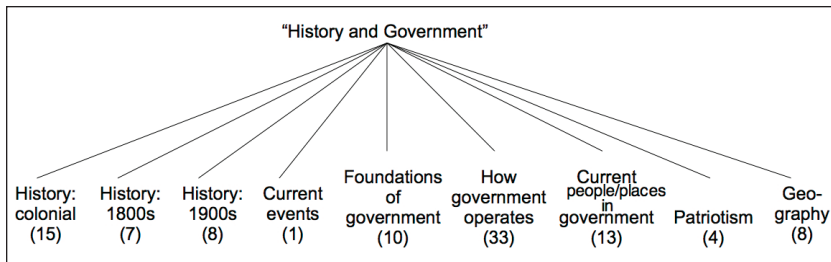 “History and Government”
History:
colonial
(15)
History:
1800s
(7)
History:
1900s
(8)
Current
events
(1)
Foundations
of
government
(10)
How
government
operates
(33)
Current
people/places
in
government
(13)
Patriotism
(4)
Geo-
graphy
(8)